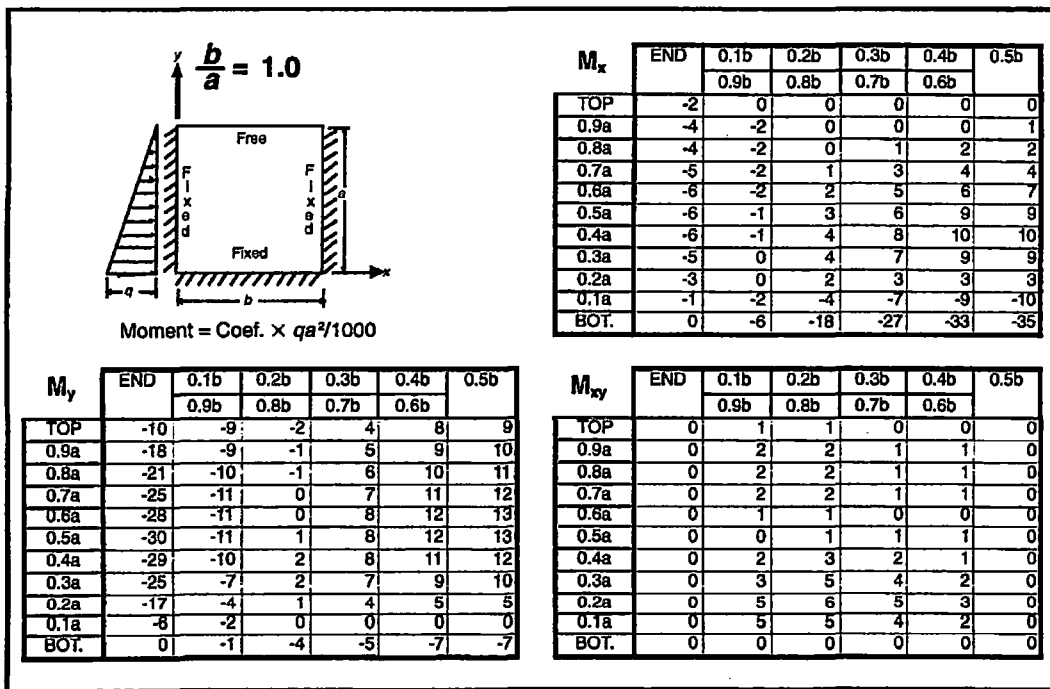 y
b/a = 1.0
Free
Fixed
Fixed
a
Fixed
x
q
b
Moment = Coef. × qa²/1000
Mx END 0.1b 0.2b 0.3b 0.4b 0.5b
0.9b 0.8b 0.7b 0.6b
TOP -2 0 0 0 0 0
0.9a -4 -2 0 0 0 1
0.8a -4 -2 0 1 2 2
0.7a -5 -2 1 3 4 4
0.6a -6 -2 2 5 6 7
0.5a -6 -1 3 6 9 9
0.4a -6 -1 4 8 10 10
0.3a -5 0 4 7 9 9
0.2a -3 0 2 3 3 3
0.1a -1 -2 -4 -7 -9 -10
BOT. 0 -6 -18 -27 -33 -35
My END 0.1b 0.2b 0.3b 0.4b 0.5b
0.9b 0.8b 0.7b 0.6b
TOP -10 -9 -2 4 8 9
0.9a -18 -9 -1 5 9 10
0.8a -21 -10 -1 6 10 11
0.7a -25 -11 0 7 11 12
0.6a -28 -11 0 8 12 13
0.5a -30 -11 1 8 12 13
0.4a -29 -10 2 8 11 12
0.3a -25 -7 2 7 9 10
0.2a -17 -4 1 4 5 5
0.1a -6 -2 0 0 0 0
BOT. 0 -1 -4 -5 -7 -7
Mxy END 0.1b 0.2b 0.3b 0.4b 0.5b
0.9b 0.8b 0.7b 0.6b
TOP 0 1 1 0 0 0
0.9a 0 2 2 1 1 0
0.8a 0 2 2 1 1 0
0.7a 0 2 2 1 1 0
0.6a 0 1 1 0 0 0
0.5a 0 0 1 1 1 0
0.4a 0 2 3 2 1 0
0.3a 0 3 5 4 2 0
0.2a 0 5 6 5 3 0
0.1a 0 5 5 4 2 0
BOT. 0 0 0 0 0 0